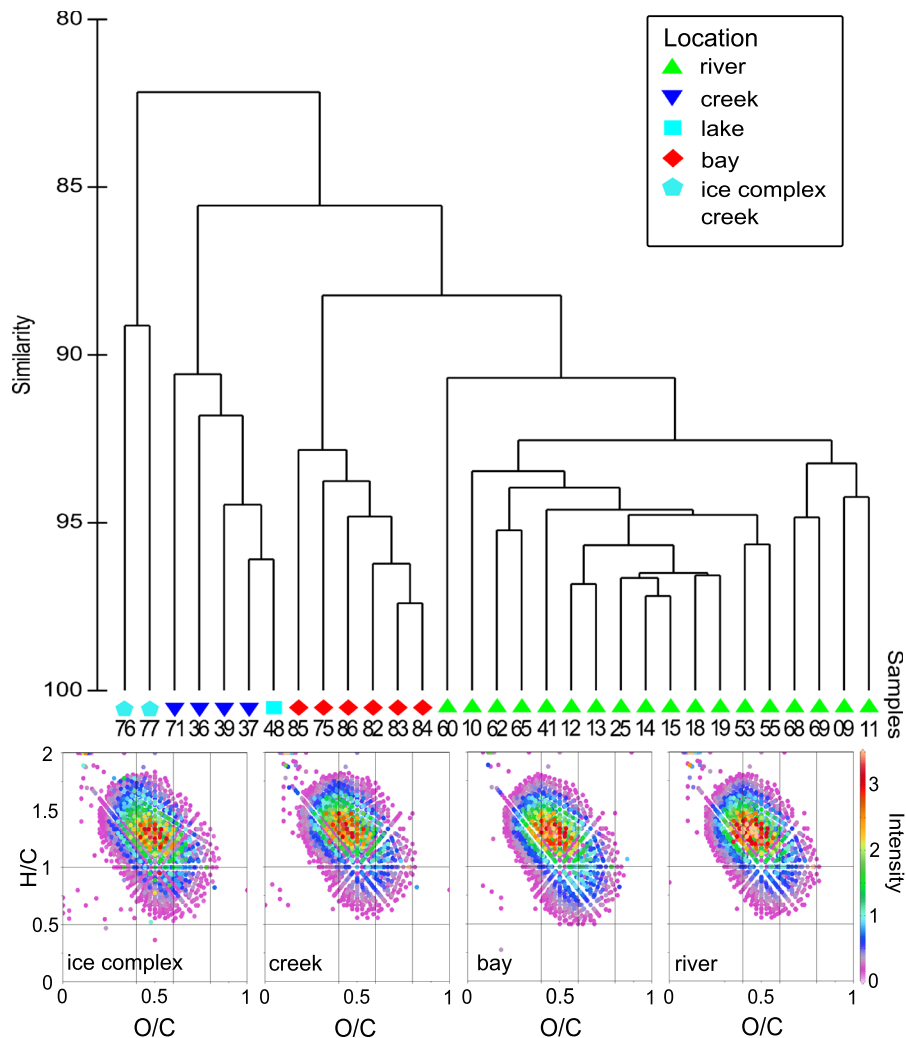 80
85
90
95
100
Similarity
Location
river
creek
lake
bay
ice complex
creek
Samples
76 77 71 36 39 37 48 85 75 86 82 83 84 60 10 62 65 41 12 13 25 14 15 18 19 53 55 68 69 09 11
2
1.5
1
0.5
0
H/C
ice complex
creek
bay
river
0 0.5 1
0 0.5 1
0 0.5 1
0 0.5 1
O/C
O/C
O/C
O/C
3
2
1
0
Intensity